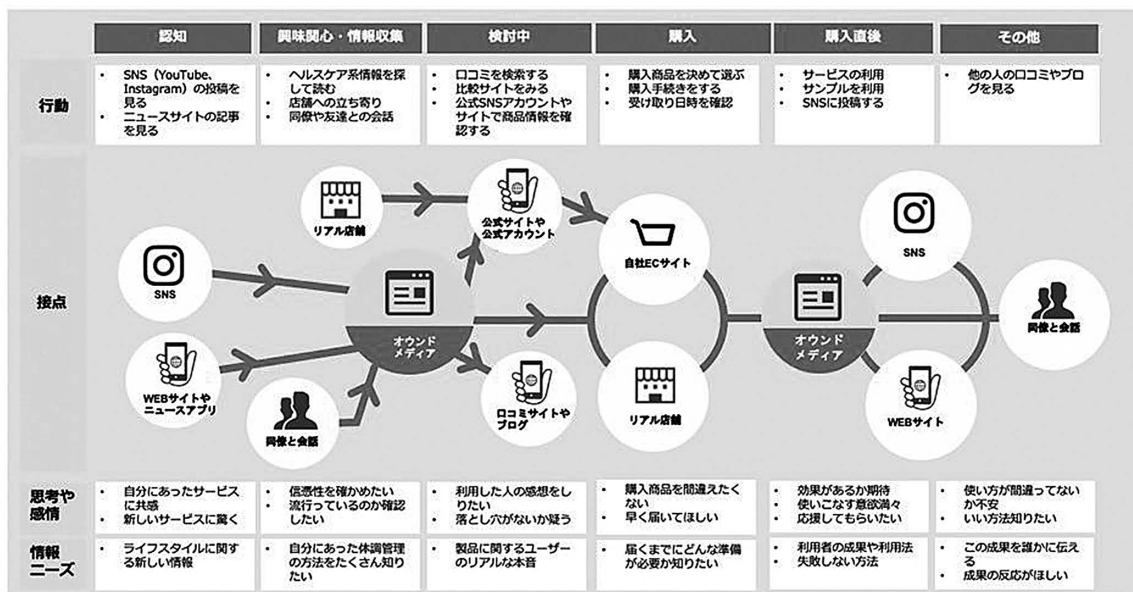 認知
興味関心・情報収集
検討中
購入
購入直後
その他
行動
• SNS（YouTube、
Instagram）の投稿を
見る
• ニュースサイトの記事
を見る
• ヘルスケア系情報を探
して読む
• 店舗への立ち寄り
• 同僚や友達との会話
• 口コミを検索する
• 比較サイトをみる
• 公式SNSアカウントや
サイトで商品情報を確
認する
• 購入商品を決めて選ぶ
• 購入手続きをする
• 受け取り日時を確認
• サービスの利用
• サンプルを利用
• SNSに投稿する
• 他の人の口コミやブロ
グを見る
接点
SNS
WEBサイトや
ニュースアプリ
リアル店舗
同僚と会話
オウンド
メディア
公式サイトや
公式アカウント
口コミサイトや
ブログ
自社ECサイト
リアル店舗
オウンド
メディア
SNS
WEBサイト
同僚と会話
思考や
感情
• 自分にあったサービス
に共感
• 新しいサービスに驚く
• 信憑性を確かめたい
• 流行っているのか確認
したい
• 利用した人の感想をし
りたい
• 落とし穴がないか疑う
• 購入商品を間違えたく
ない
• 早く届いてほしい
• 効果があるか期待
• 使いこなす意欲満々
• 応援してもらいたい
• 使い方が間違ってない
か不安
• いい方法知りたい
情報
ニーズ
• ライフスタイルに関す
る新しい情報
• 自分にあった体調管理
の方法をたくさん知り
たい
• 製品に関するユーザー
のリアルな本音
• 届くまでにどんな準備
が必要か知りたい
• 利用者の成果や利用法
• 失敗しない方法
• この成果を誰かに伝え
る
• 成果の反応がほしい